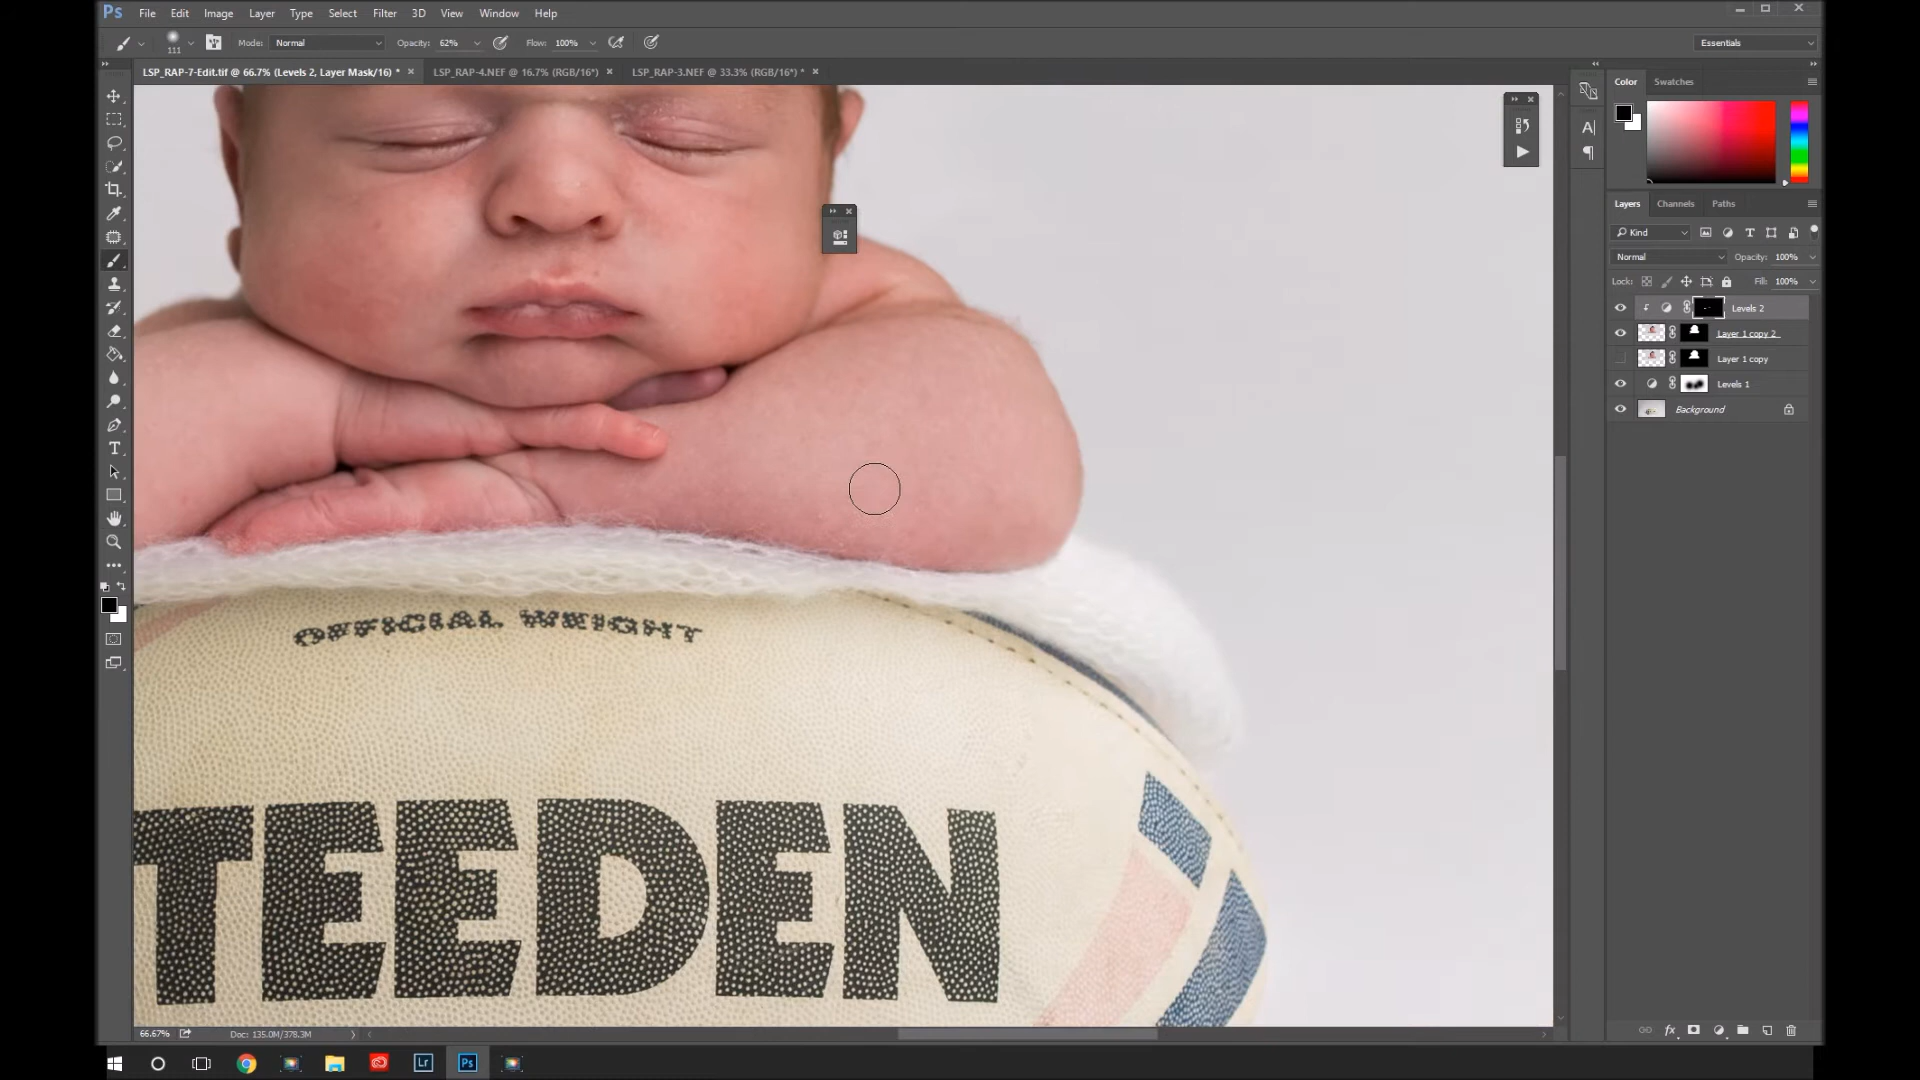 Ps File Edit Image Layer Type Select Filter 3D View Window Help
111 Mode: Normal Opacity: 62% Flow: 100% Essentials
LSP_RAP-7-Edit.tif @ 66.7% (Levels 2, Layer Mask/16) * LSP_RAP-4.NEF @ 16.7% (RGB/16*) LSP_RAP-3.NEF @ 33.3% (RGB/16*) *
Color Swatches
Layers Channels Paths
Kind
Normal Opacity: 100%
Lock: Fill: 100%
Levels 2
Layer 1 copy 2
Layer 1 copy
Levels 1
Background
OFFICIAL WEIGHT
TEEDEN
66.67% Doc: 135.0M/378.3M
Lr Ps